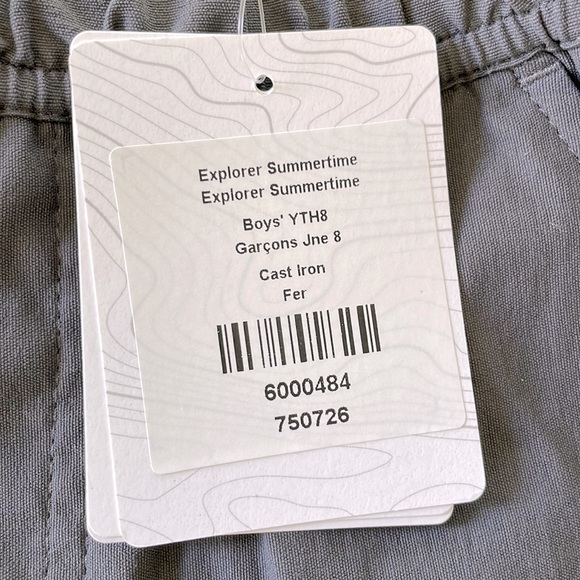 Explorer Summertime
Explorer Summertime
Boys' YTH8
Garçons Jne 8
Cast Iron
Fer
6000484
750726